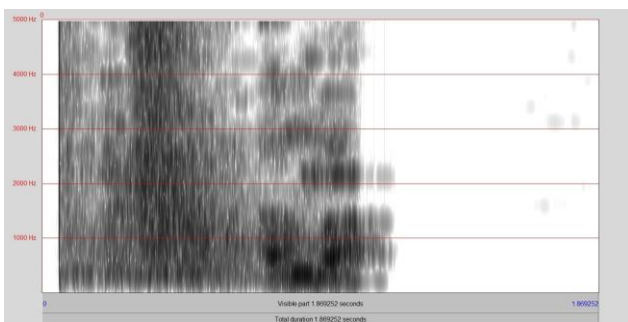 0
5000 Hz
4000 Hz
3000 Hz
2000 Hz
1000 Hz
0 Visible part 1.869252 seconds 1.869252
Total duration 1.869252 seconds